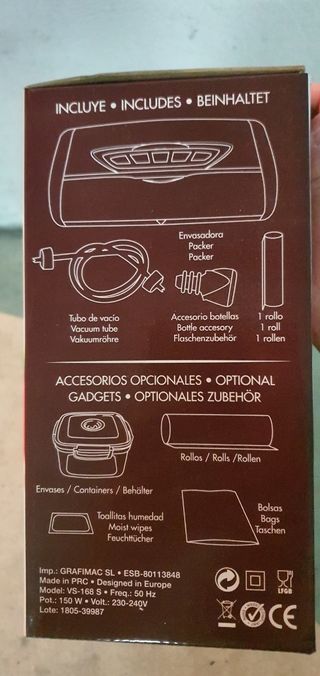 INCLUYE • INCLUDES • BEINHALTET
Envasadora
Packer
Packer
Tubo de vacío
Vacuum tube
Vakuumröhre
Accesorio botellas
Bottle accesory
Flaschenzubehör
1 rollo
1 roll
1 rollen
ACCESORIOS OPCIONALES • OPTIONAL
GADGETS • OPTIONALES ZUBEHÖR
Envases / Containers / Behälter
Rollos / Rolls /Rollen
Toallitas humedad
Moist wipes
Feuchttücher
Bolsas
Bags
Taschen
Imp.: GRAFIMAC SL • ESB-80113848
Made in PRC • Designed in Europe
Model: VS-168 S • Freq.: 50 Hz
Pot.: 150 W • Volt.: 230-240V
Lote: 1805-39987
LFGB
CE